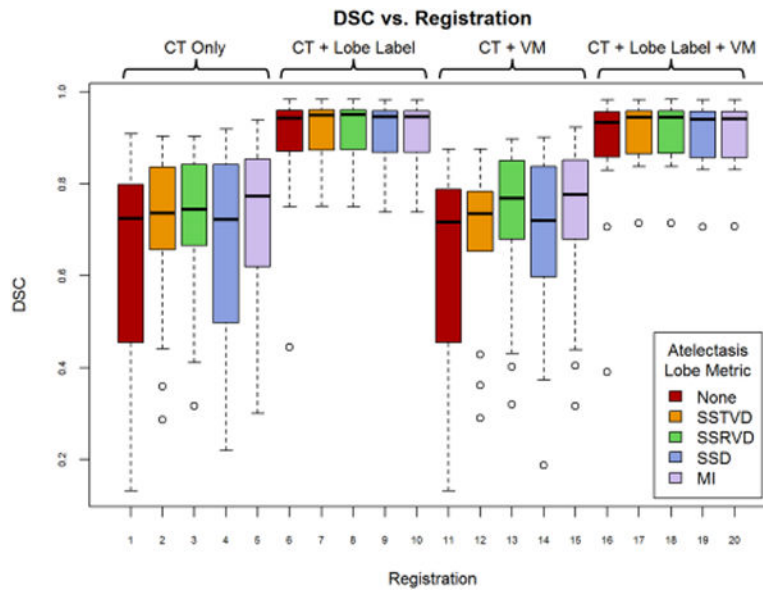 DSC vs. Registration
CT Only
CT + Lobe Label
CT + VM
CT + Lobe Label + VM
DSC
1.0
0.8
0.6
0.4
0.2
Atelectasis
Lobe Metric
None
SSTVD
SSRVD
SSD
MI
1 2 3 4 5 6 7 8 9 10 11 12 13 14 15 16 17 18 19 20
Registration